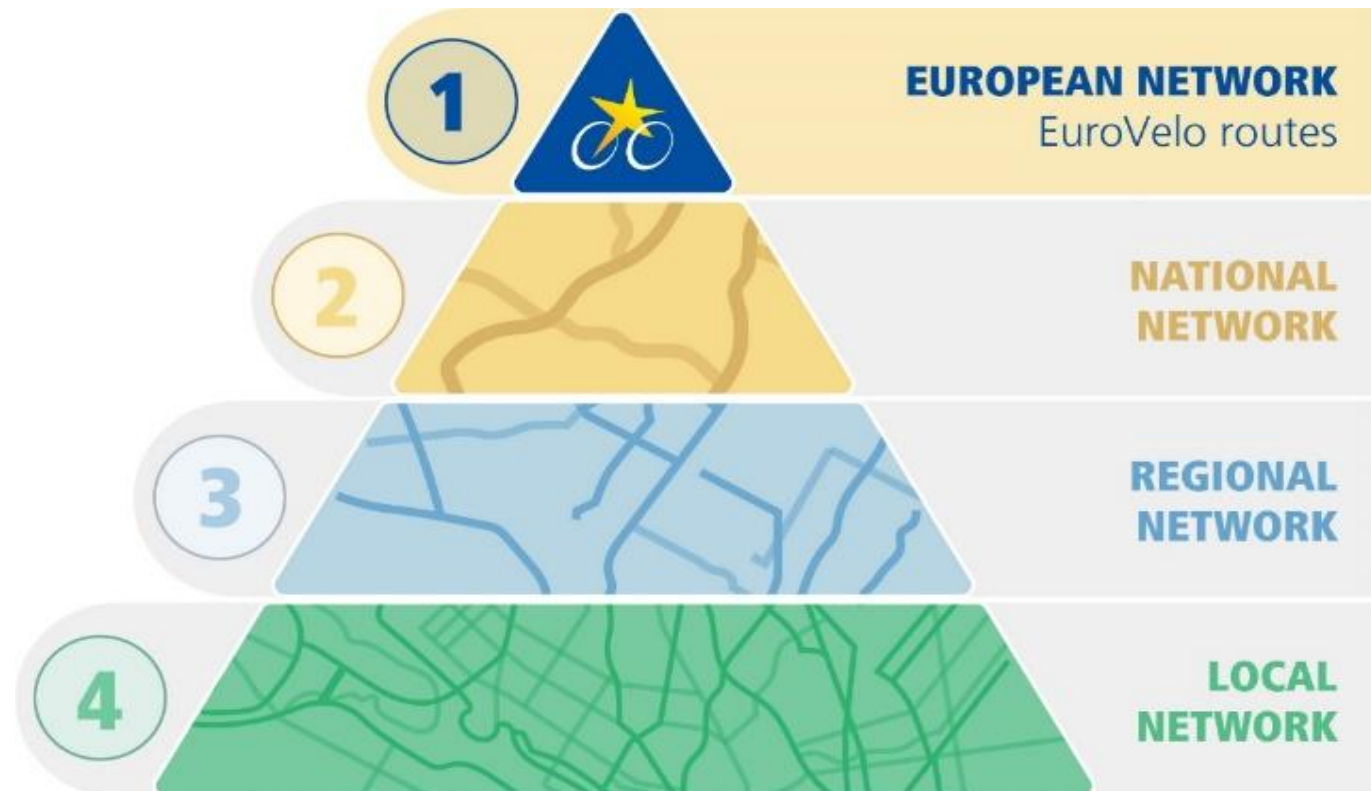 1
EUROPEAN NETWORK
EuroVelo routes
2
NATIONAL
NETWORK
3
REGIONAL
NETWORK
4
LOCAL
NETWORK